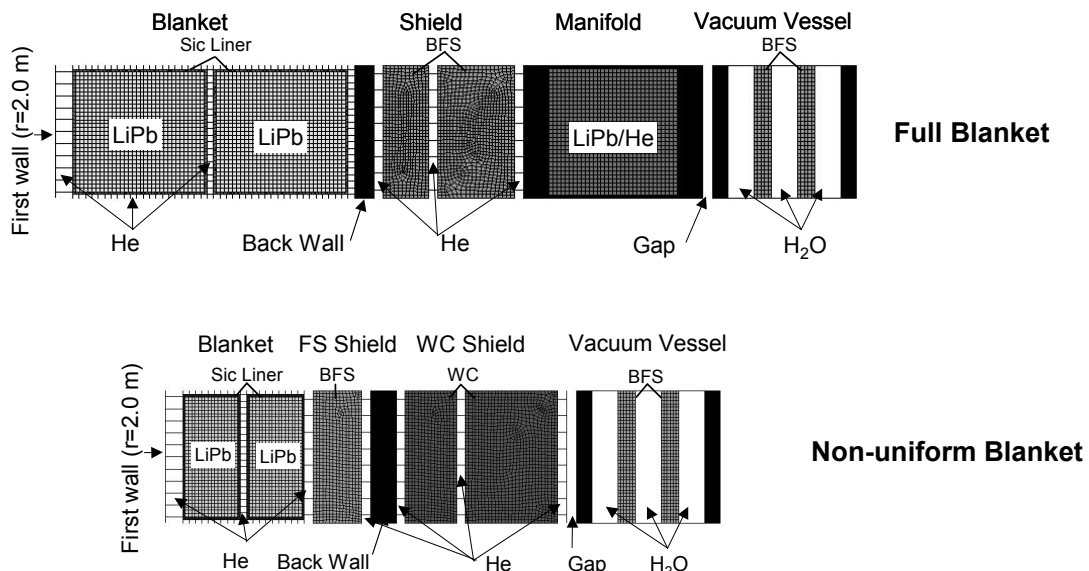 Blanket
Shield
Manifold
Vacuum Vessel
Sic Liner
BFS
BFS
First wall (r=2.0 m)
LiPb
LiPb
LiPb/He
Full Blanket
He
Back Wall
He
Gap
H2O
Blanket
FS Shield
WC Shield
Vacuum Vessel
Sic Liner
BFS
WC
BFS
First wall (r=2.0 m)
LiPb
LiPb
Non-uniform Blanket
He
Back Wall
He
Gap
H2O